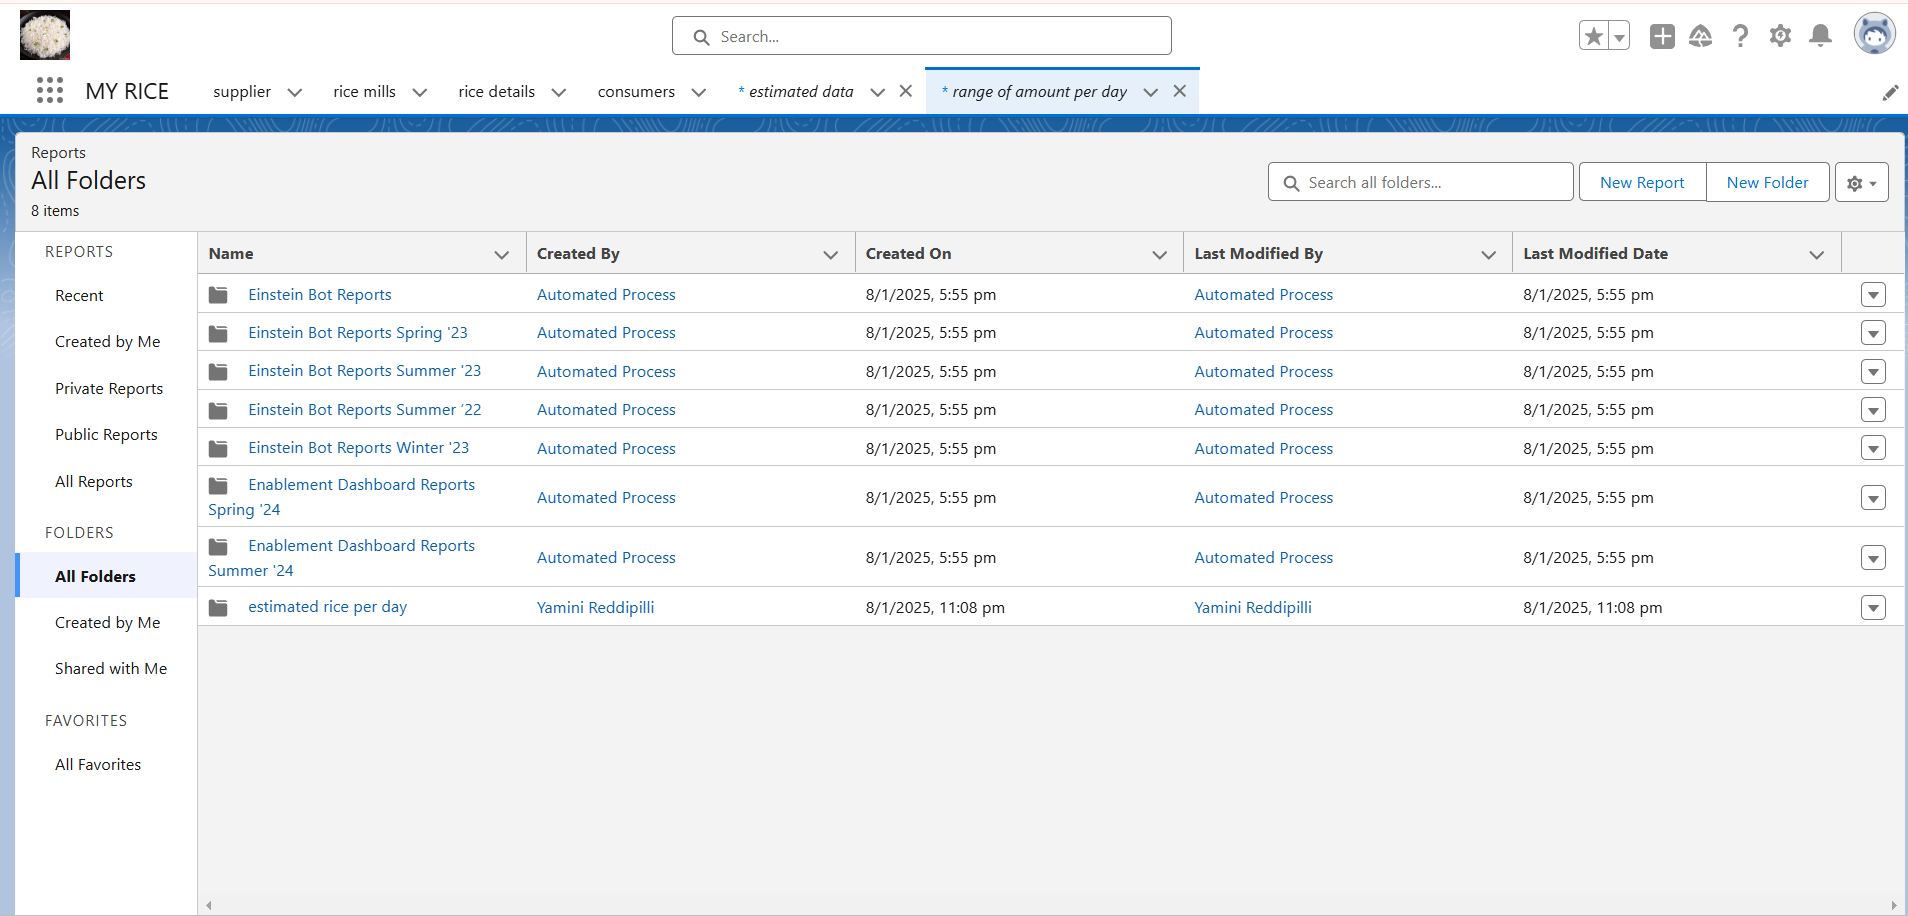 Search...
MY RICE supplier rice mills rice details consumers * estimated data * range of amount per day
Reports
All Folders
8 items
Search all folders...
New Report
New Folder
REPORTS
Recent
Created by Me
Private Reports
Public Reports
All Reports
FOLDERS
All Folders
Created by Me
Shared with Me
FAVORITES
All Favorites
Name Created By Created On Last Modified By Last Modified Date
Einstein Bot Reports Automated Process 8/1/2025, 5:55 pm Automated Process 8/1/2025, 5:55 pm
Einstein Bot Reports Spring '23 Automated Process 8/1/2025, 5:55 pm Automated Process 8/1/2025, 5:55 pm
Einstein Bot Reports Summer '23 Automated Process 8/1/2025, 5:55 pm Automated Process 8/1/2025, 5:55 pm
Einstein Bot Reports Summer ‘22 Automated Process 8/1/2025, 5:55 pm Automated Process 8/1/2025, 5:55 pm
Einstein Bot Reports Winter '23 Automated Process 8/1/2025, 5:55 pm Automated Process 8/1/2025, 5:55 pm
Enablement Dashboard Reports
Spring '24 Automated Process 8/1/2025, 5:55 pm Automated Process 8/1/2025, 5:55 pm
Enablement Dashboard Reports
Summer '24 Automated Process 8/1/2025, 5:55 pm Automated Process 8/1/2025, 5:55 pm
estimated rice per day Yamini Reddipilli 8/1/2025, 11:08 pm Yamini Reddipilli 8/1/2025, 11:08 pm